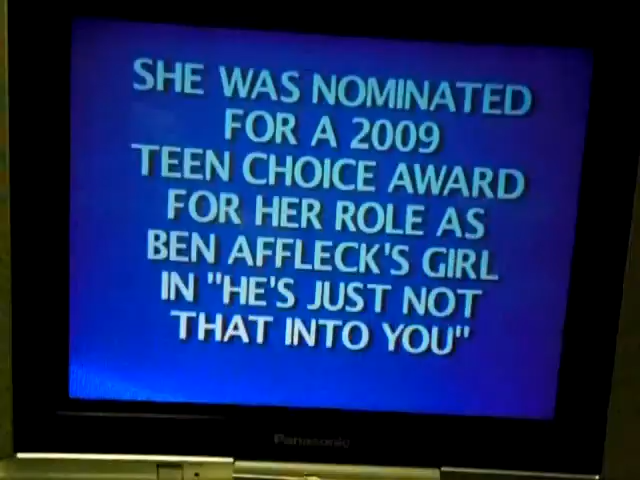 SHE WAS NOMINATED
FOR A 2009
TEEN CHOICE AWARD
FOR HER ROLE AS
BEN AFFLECK'S GIRL
IN "HE'S JUST NOT
THAT INTO YOU"
Panasonic